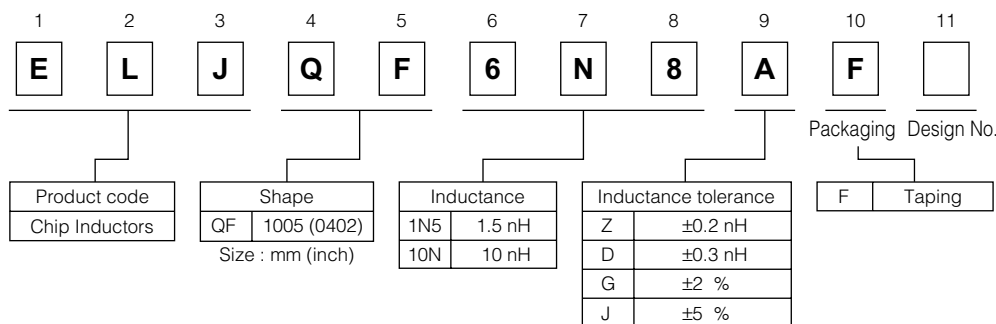 1 2 3 4 5 6 7 8 9 10 11
E L J Q F 6 N 8 A F
Packaging Design No.
Product code
Chip Inductors
Shape
QF 1005 (0402)
Size : mm (inch)
Inductance
1N5 1.5 nH
10N 10 nH
Inductance tolerance
Z ±0.2 nH
D ±0.3 nH
G ±2 %
J ±5 %
F Taping